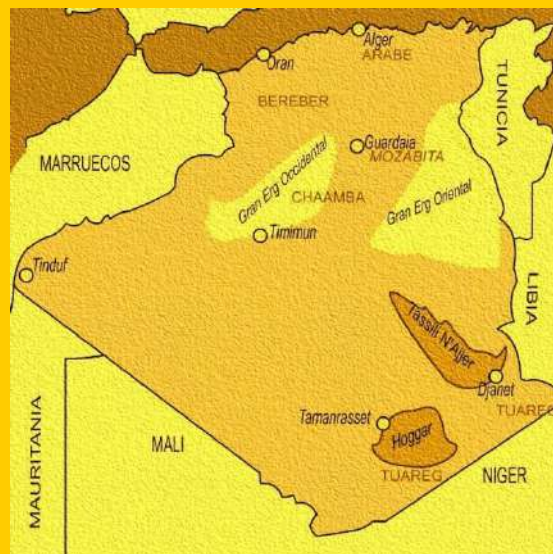 Alger
ARABE
Oran
TUNICIA
BEREBER
Guardaia
MOZABITA
MARRUECOS
Gran Erg Occidental
CHAAMBA
Gran Erg Oriental
Timimun
Tinduf
LIBIA
Tassili N'Ajjer
Djanet
TUAREG
Tamanrasset
Hoggar
MALI
TUAREG
NIGER
MAURITANIA